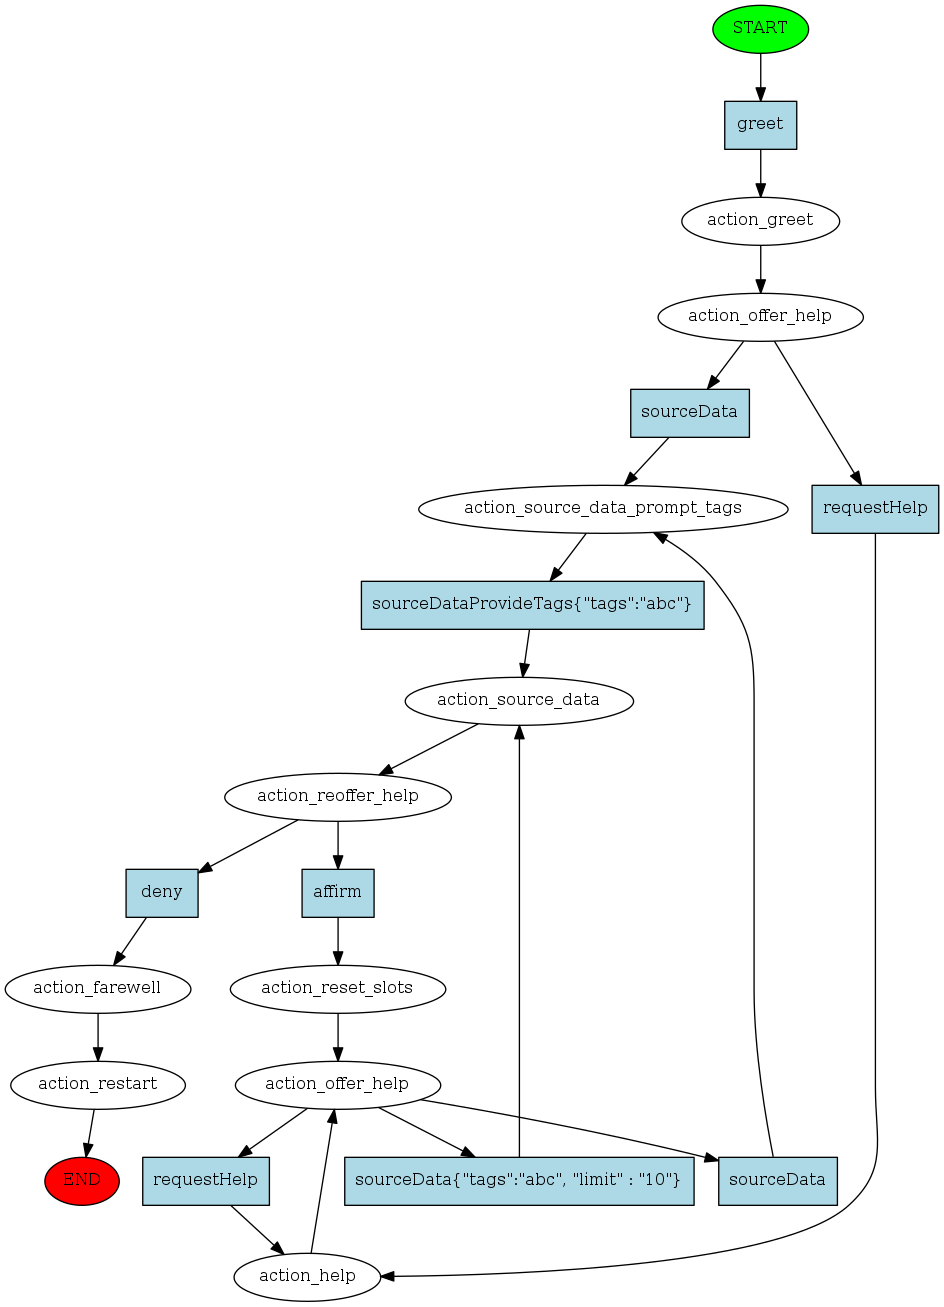 START
greet
action_greet
action_offer_help
sourceData
action_source_data_prompt_tags
requestHelp
sourceDataProvideTags{"tags":"abc"}
action_source_data
action_reoffer_help
deny
affirm
action_farewell
action_reset_slots
action_restart
action_offer_help
END
requestHelp
sourceData{"tags":"abc", "limit" : "10"}
sourceData
action_help